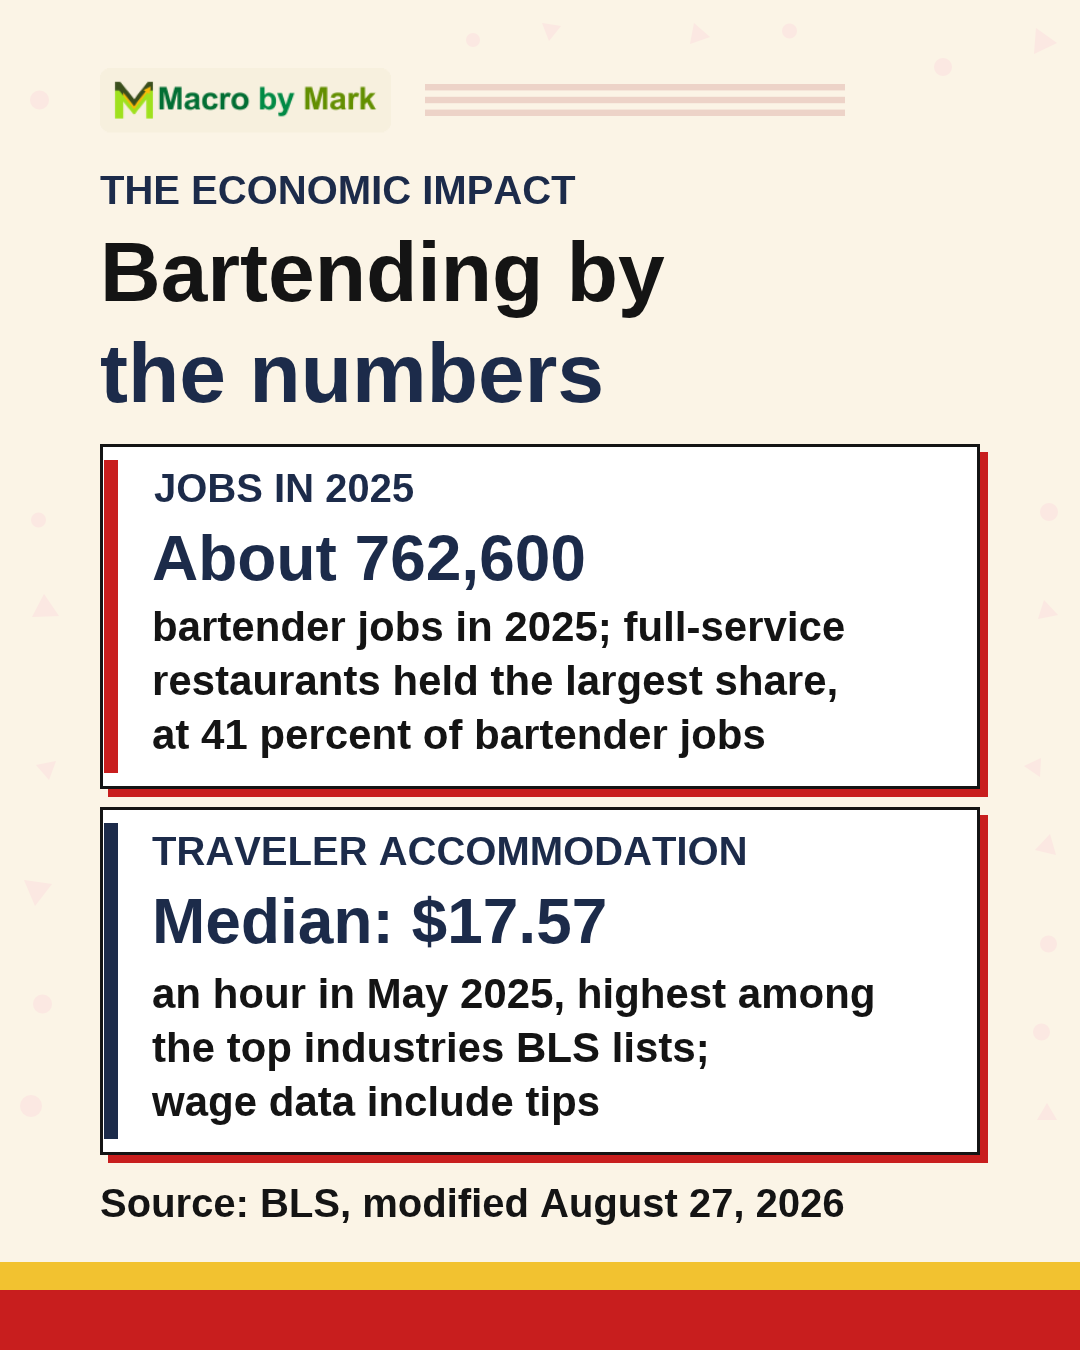 Macro by Mark
THE ECONOMIC IMPACT
Bartending by
the numbers
JOBS IN 2025
About 762,600
bartender jobs in 2025; full-service
restaurants held the largest share,
at 41 percent of bartender jobs
TRAVELER ACCOMMODATION
Median: $17.57
an hour in May 2025, highest among
the top industries BLS lists;
wage data include tips
Source: BLS, modified August 27, 2026